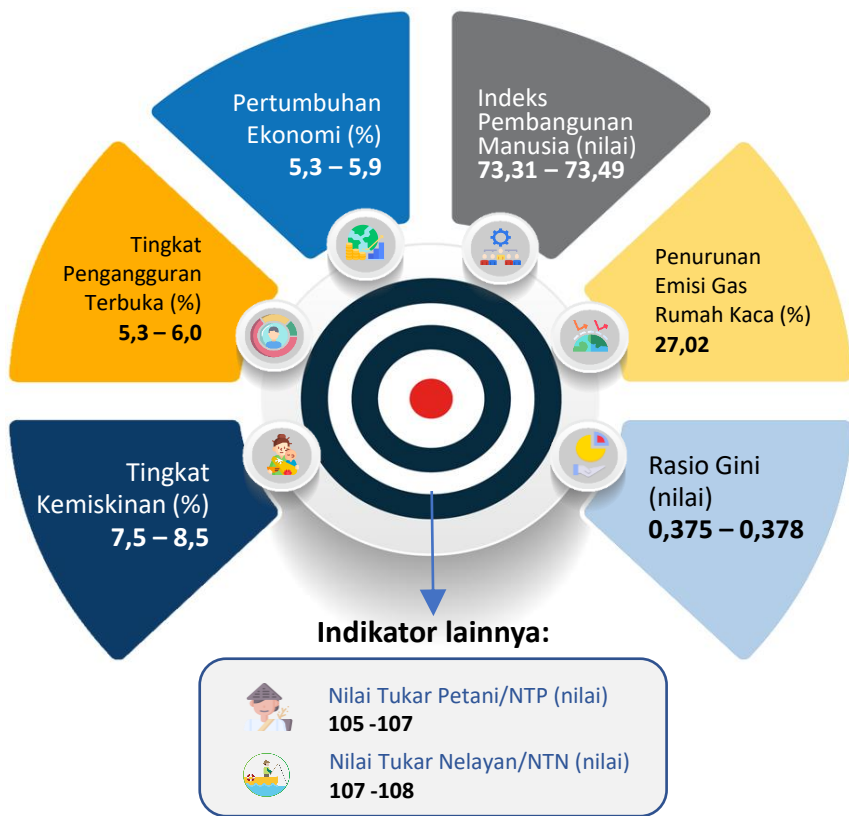 Pertumbuhan
Ekonomi (%)
5,3 – 5,9
Indeks
Pembangunan
Manusia (nilai)
73,31 – 73,49
Tingkat
Pengangguran
Terbuka (%)
5,3 – 6,0
Penurunan
Emisi Gas
Rumah Kaca (%)
27,02
Tingkat
Kemiskinan (%)
7,5 – 8,5
Rasio Gini
(nilai)
0,375 – 0,378
Indikator lainnya:
Nilai Tukar Petani/NTP (nilai)
105 -107
Nilai Tukar Nelayan/NTN (nilai)
107 -108